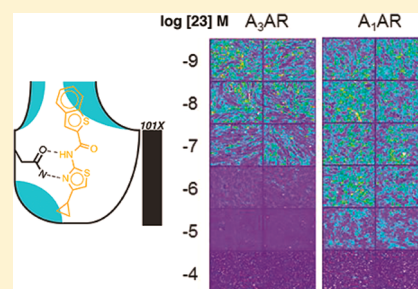 log [23] M A₃AR A₁AR
-9
-8
-7
-6
-5
-4
101X
S
O
HN
O
N
N
S